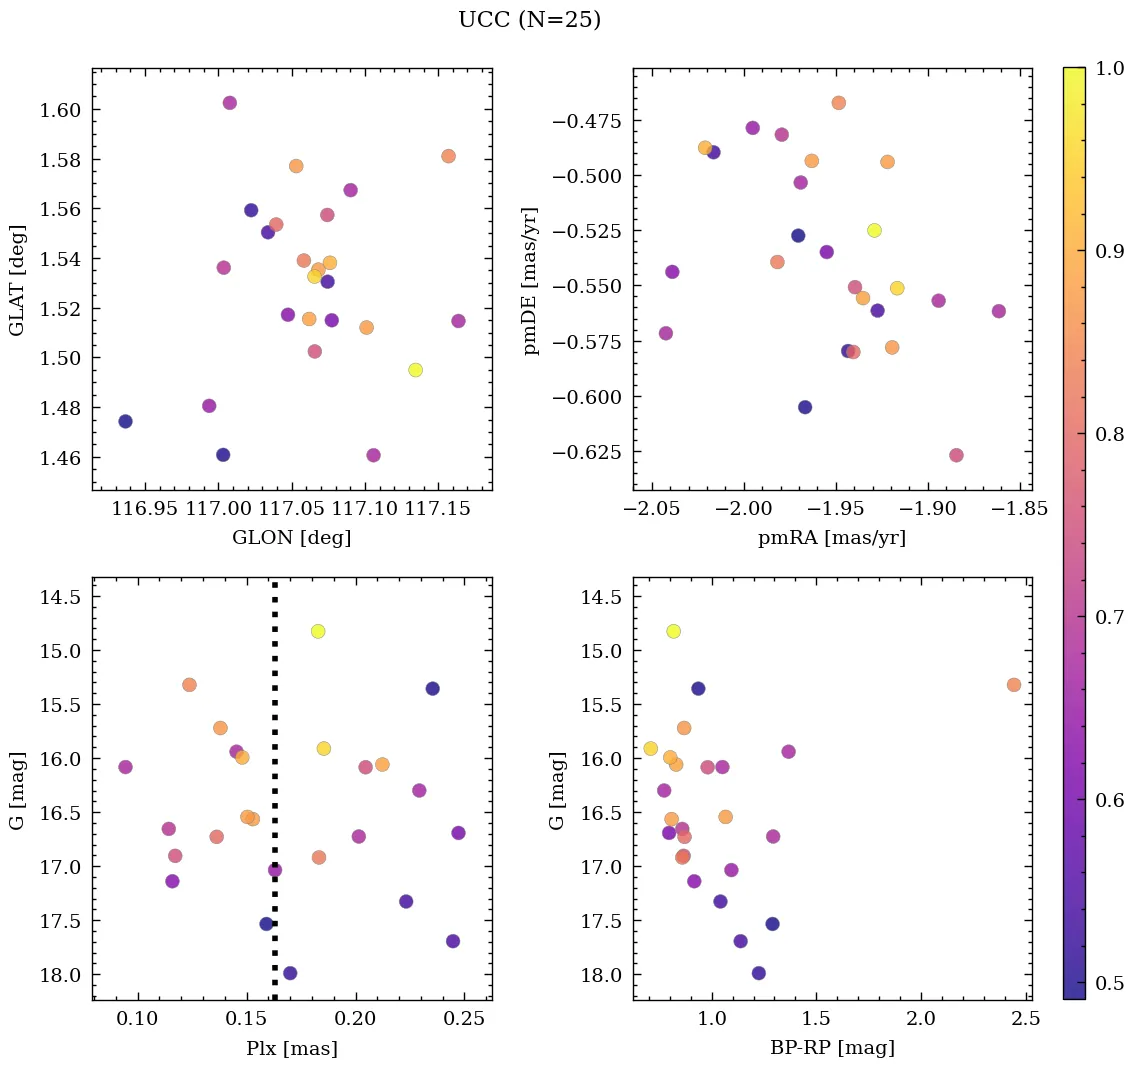 UCC (N=25)
1.60
1.58
1.56
1.54
1.52
1.50
1.48
1.46
GLAT [deg]
116.95 117.00 117.05 117.10 117.15
GLON [deg]
−0.475
−0.500
−0.525
−0.550
−0.575
−0.600
−0.625
pmDE [mas/yr]
−2.05 −2.00 −1.95 −1.90 −1.85
pmRA [mas/yr]
14.5
15.0
15.5
16.0
16.5
17.0
17.5
18.0
G [mag]
0.10 0.15 0.20 0.25
Plx [mas]
14.5
15.0
15.5
16.0
16.5
17.0
17.5
18.0
G [mag]
1.0 1.5 2.0 2.5
BP-RP [mag]
1.0
0.9
0.8
0.7
0.6
0.5